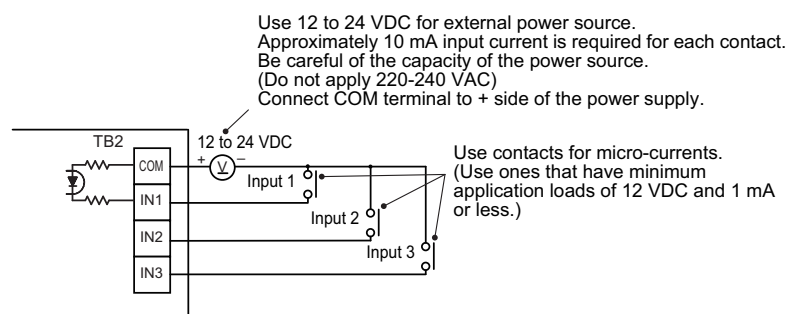 Use 12 to 24 VDC for external power source.
Approximately 10 mA input current is required for each contact.
Be careful of the capacity of the power source.
(Do not apply 220-240 VAC)
Connect COM terminal to + side of the power supply.
TB2
12 to 24 VDC
COM
+
V
−
Input 1
IN1
Input 2
IN2
Input 3
IN3
Use contacts for micro-currents.
(Use ones that have minimum
application loads of 12 VDC and 1 mA
or less.)